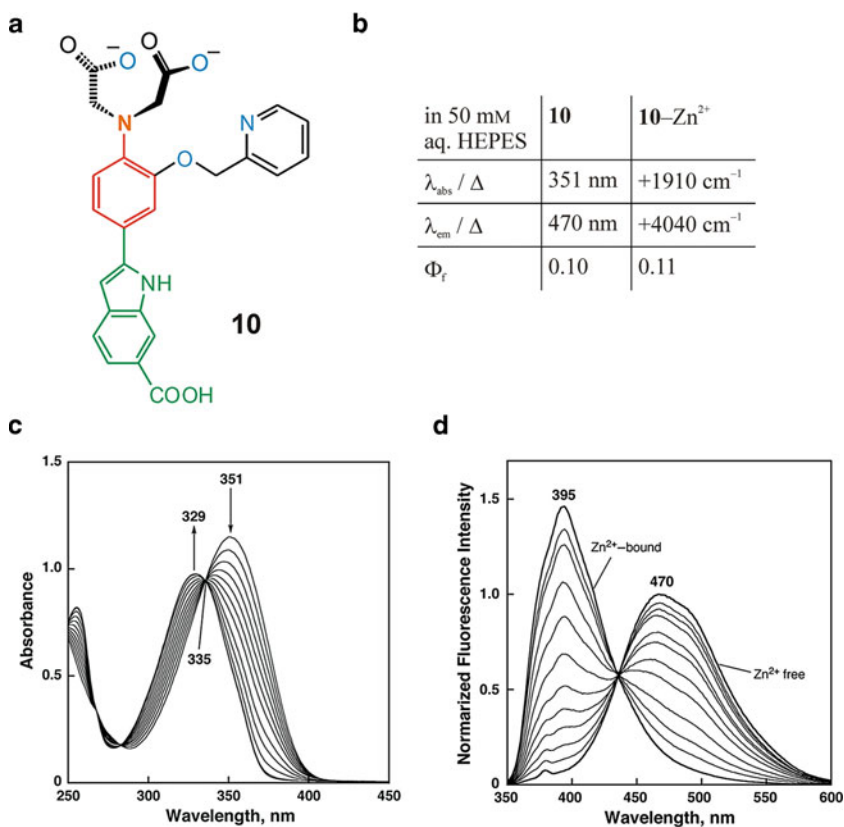 a
O
O–
O
O–
N
N
O
NH
10
COOH
b
in 50 mM aq. HEPES 10 10–Zn²⁺
λabs / Δ 351 nm +1910 cm⁻¹
λem / Δ 470 nm +4040 cm⁻¹
Φf 0.10 0.11
c
1.5
1.0
0.5
0
250 300 350 400 450
351
329
335
Absorbance
Wavelength, nm
d
1.5
1.0
0.5
0
350 400 450 500 550 600
395
Zn²⁺–bound
470
Zn²⁺ free
Normarized Fluorescence Intensity
Wavelength, nm